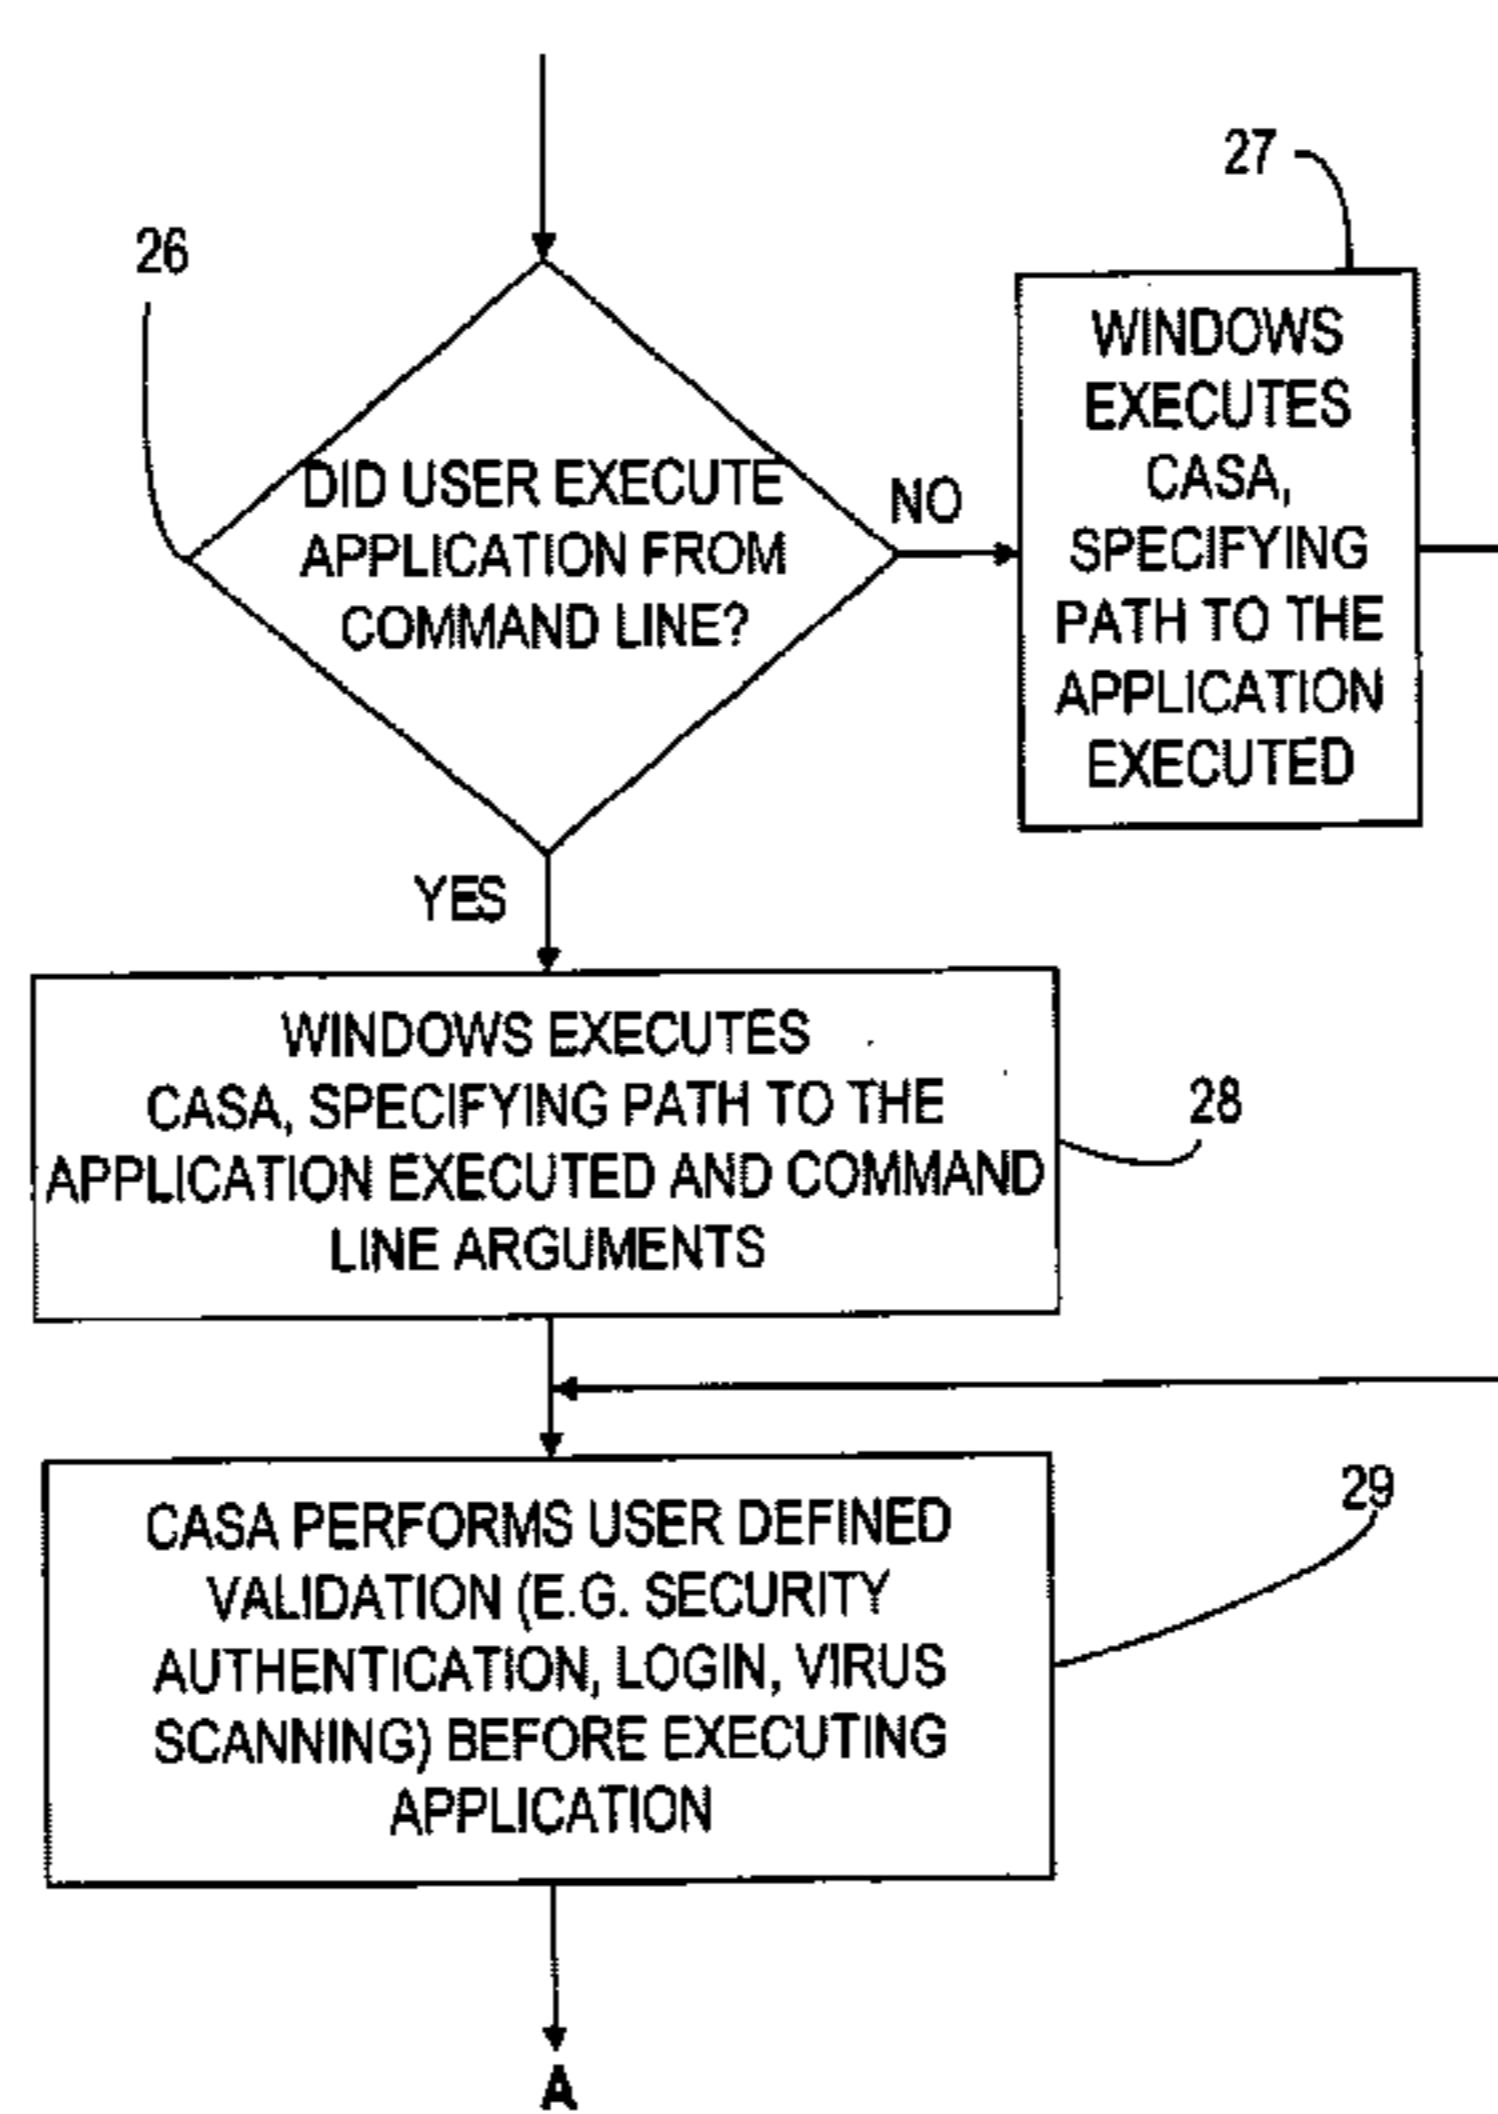 27
26
WINDOWS
EXECUTES
CASA,
SPECIFYING
PATH TO THE
APPLICATION
EXECUTED
DID USER EXECUTE
APPLICATION FROM
COMMAND LINE?
NO
YES
WINDOWS EXECUTES
CASA, SPECIFYING PATH TO THE
APPLICATION EXECUTED AND COMMAND
LINE ARGUMENTS
28
CASA PERFORMS USER DEFINED
VALIDATION (E.G. SECURITY
AUTHENTICATION, LOGIN, VIRUS
SCANNING) BEFORE EXECUTING
APPLICATION
29
A